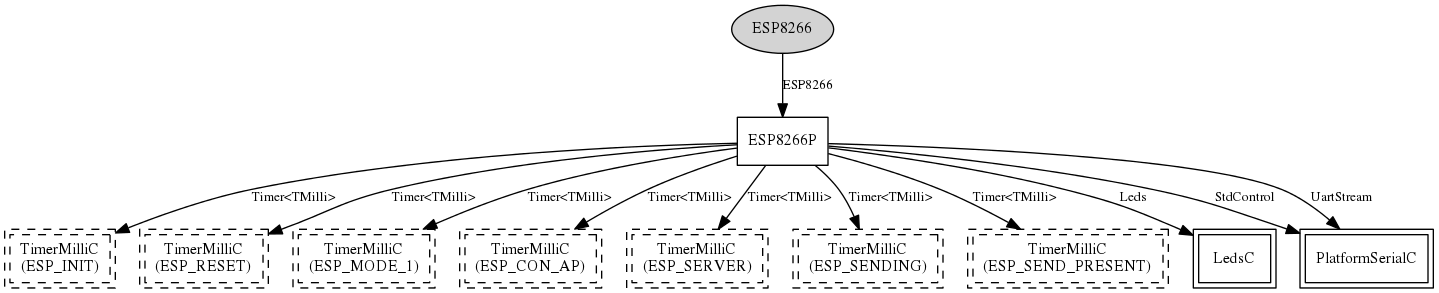 ESP8266
ESP8266
ESP8266P
Timer<TMilli>
Timer<TMilli>
Timer<TMilli>
Timer<TMilli>
Timer<TMilli>
Timer<TMilli>
Timer<TMilli>
Leds
StdControl
UartStream
TimerMilliC
(ESP_INIT)
TimerMilliC
(ESP_RESET)
TimerMilliC
(ESP_MODE_1)
TimerMilliC
(ESP_CON_AP)
TimerMilliC
(ESP_SERVER)
TimerMilliC
(ESP_SENDING)
TimerMilliC
(ESP_SEND_PRESENT)
LedsC
PlatformSerialC